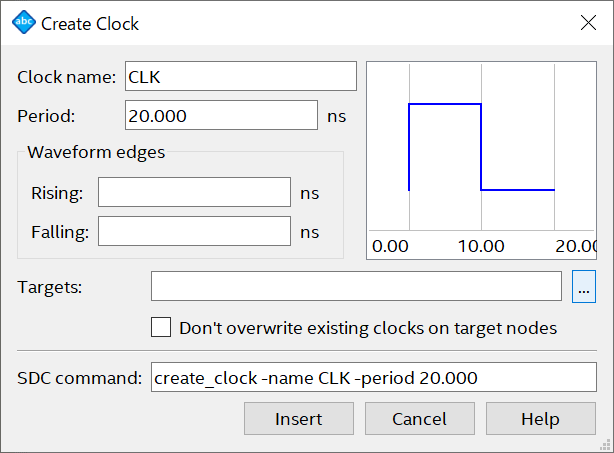 abc Create Clock
Clock name: CLK
Period: 20.000 ns
Waveform edges
Rising: ns
Falling: ns
0.00 10.00 20.00
Targets: ...
Don't overwrite existing clocks on target nodes
SDC command: create_clock -name CLK -period 20.000
Insert Cancel Help